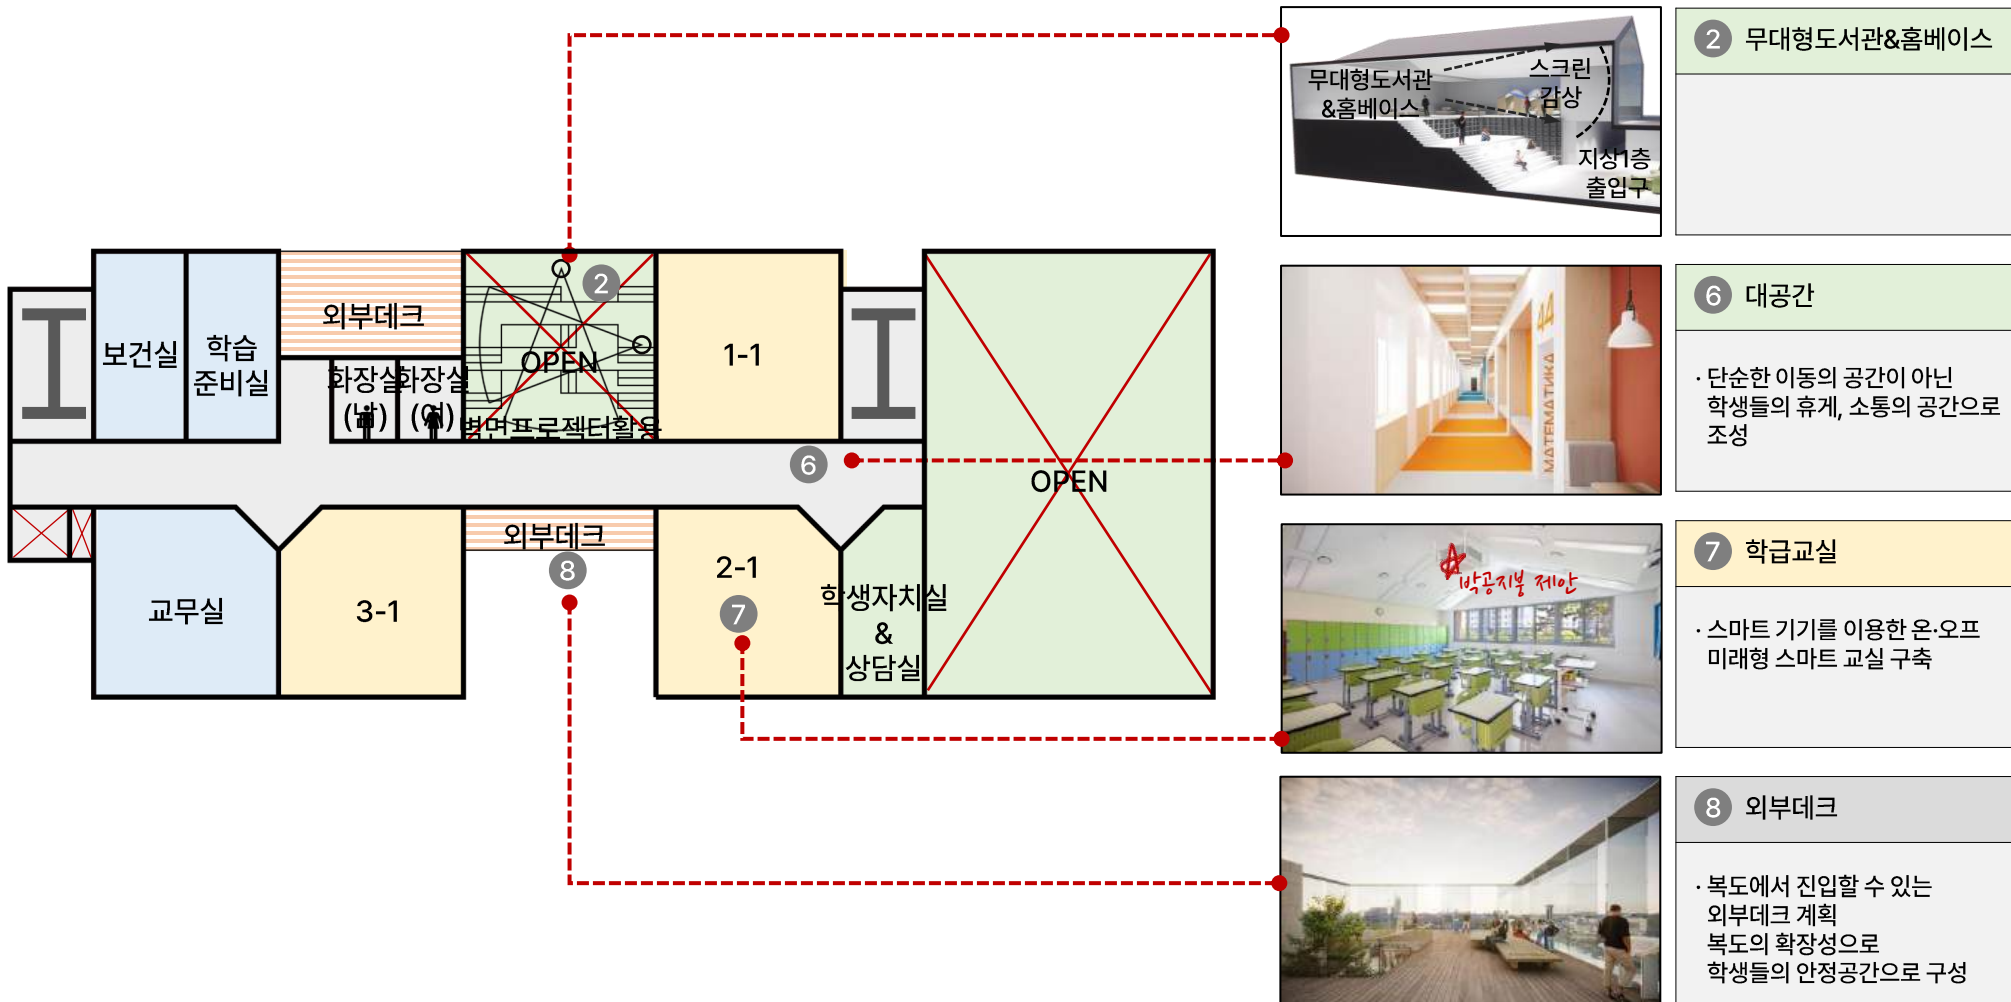 무대형도서관
&홈베이스
스크린
감상
지상1층
출입구
2 무대형도서관&홈베이스
외부데크
보건실
학습
준비실
화장실
(남)
화장실
(여)
2
OPEN
벽면프로젝터활용
1-1
6
OPEN
44
МАТЕМАТИКА
6 대공간
· 단순한 이동의 공간이 아닌
학생들의 휴게, 소통의 공간으로
조성
교무실
3-1
외부데크
8
2-1
7
학생자치실
&
상담실
박공지붕 제안
7 학급교실
· 스마트 기기를 이용한 온·오프
미래형 스마트 교실 구축
8 외부데크
· 복도에서 진입할 수 있는
외부데크 계획
복도의 확장성으로
학생들의 안정공간으로 구성